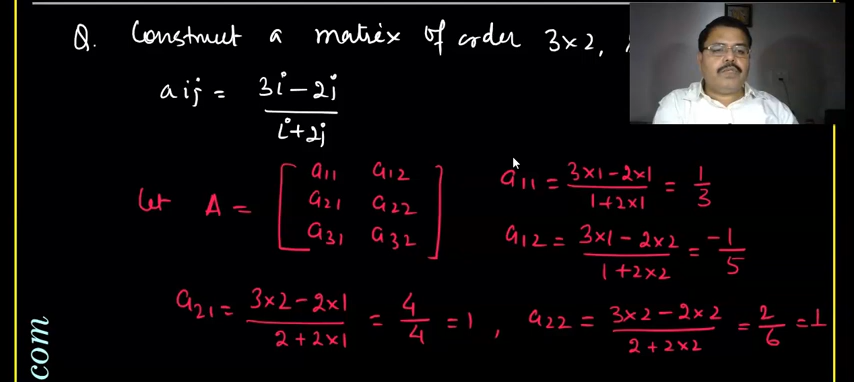 Q. Construct a matrix of order 3×2,
aij = (3i − 2j)/(i + 2j)
Let A = [a11 a12
a21 a22
a31 a32]
a11 = (3×1 − 2×1)/(1+2×1) = 1/3
a12 = (3×1 − 2×2)/(1+2×2) = −1/5
a21 = (3×2 − 2×1)/(2+2×1) = 4/4 = 1, a22 = (3×2 − 2×2)/(2+2×2) = 2/6 = 1
com